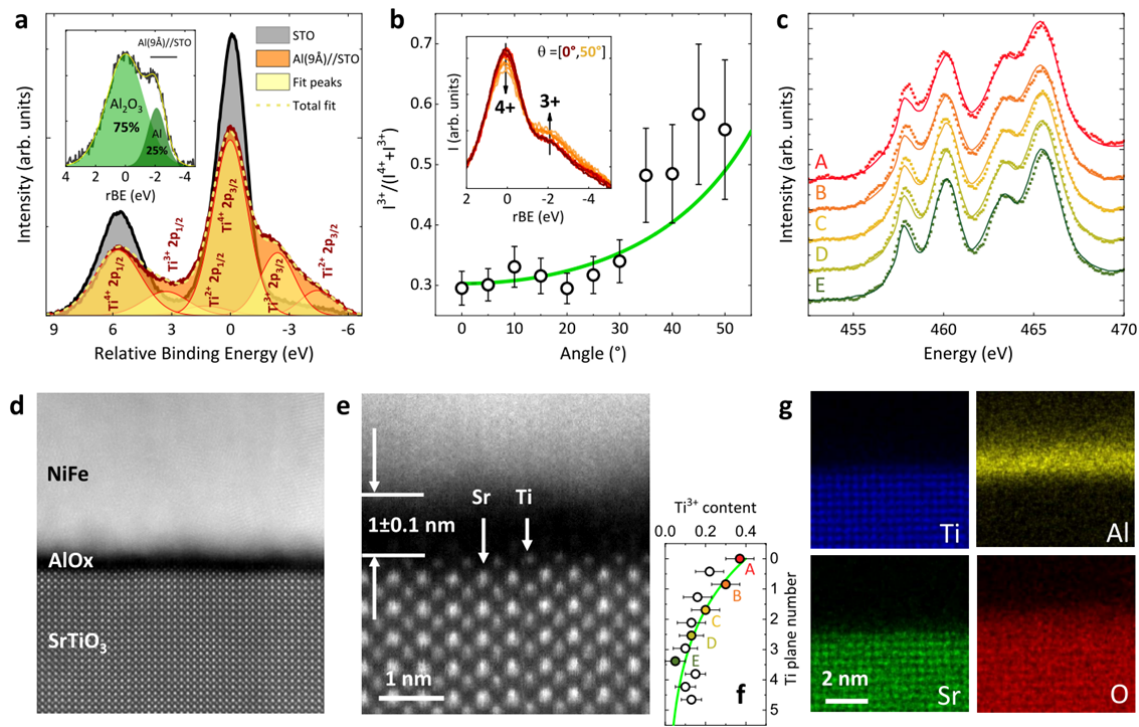 a
Intensity (arb. units)
STO
Al(9Å)//STO
Fit peaks
Total fit
Al(9Å)//STO
Al₂O₃
75%
Al
25%
4 2 0 -2 -4
rBE (eV)
Ti⁴⁺ 2p₁/₂
Ti³⁺ 2p₁/₂
Ti²⁺ 2p₁/₂
Ti⁴⁺ 2p₃/₂
Ti³⁺ 2p₃/₂
Ti²⁺ 2p₃/₂
9 6 3 0 -3 -6
Relative Binding Energy (eV)
b
I³⁺/(I⁴⁺+I³⁺)
0.7
0.6
0.5
0.4
0.3
I (arb. units)
θ =[0°,50°]
4+
3+
2 0 -2 -4
rBE (eV)
0 10 20 30 40 50
Angle (°)
c
Intensity (arb. units)
A
B
C
D
E
455 460 465 470
Energy (eV)
d
NiFe
AlOx
SrTiO₃
e
Sr Ti
1±0.1 nm
1 nm
Ti³⁺ content
0.0 0.2 0.4
0
1
2
3
4
5
Ti plane number
A
B
C
D
E
f
g
Ti
Al
Sr
2 nm
O